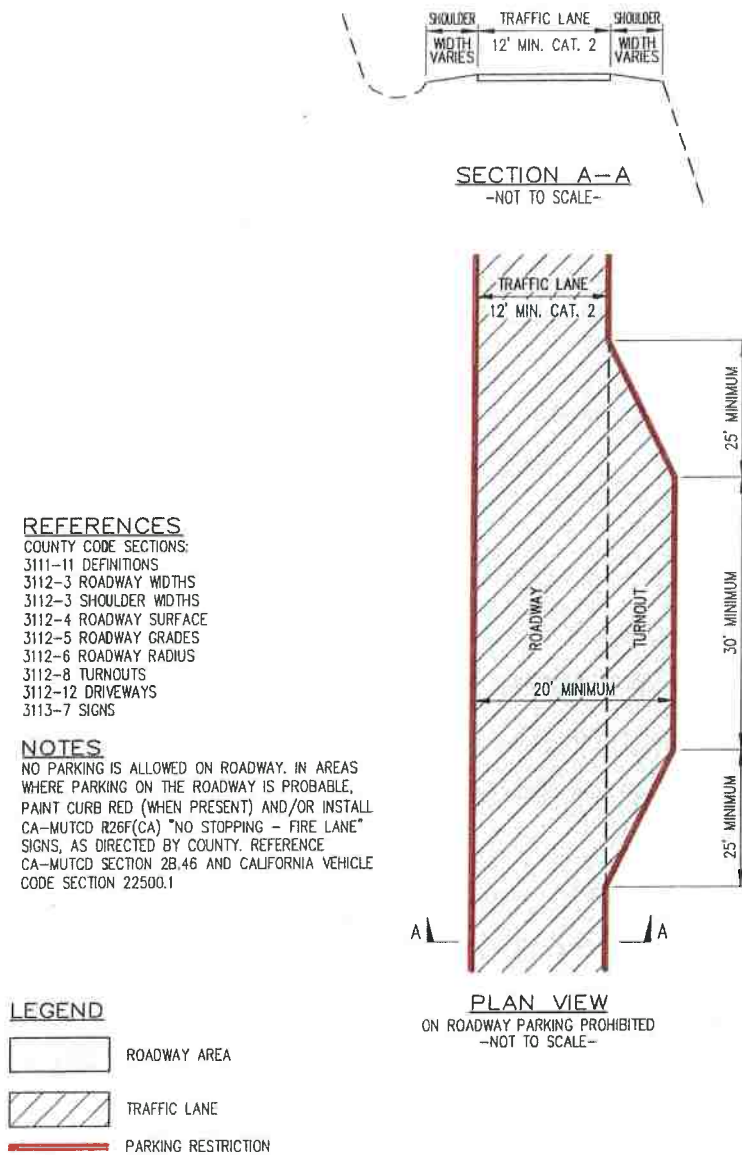 SHOULDER TRAFFIC LANE SHOULDER
WIDTH VARIES 12' MIN. CAT. 2 WIDTH VARIES
SECTION A-A
-NOT TO SCALE-
TRAFFIC LANE
12' MIN. CAT. 2
25' MINIMUM
30' MINIMUM
25' MINIMUM
ROADWAY
TURNOUT
20' MINIMUM
A A
PLAN VIEW
ON ROADWAY PARKING PROHIBITED
-NOT TO SCALE-
REFERENCES
COUNTY CODE SECTIONS:
3111-11 DEFINITIONS
3112-3 ROADWAY WIDTHS
3112-3 SHOULDER WIDTHS
3112-4 ROADWAY SURFACE
3112-5 ROADWAY GRADES
3112-6 ROADWAY RADIUS
3112-8 TURNOUTS
3112-12 DRIVEWAYS
3113-7 SIGNS
NOTES
NO PARKING IS ALLOWED ON ROADWAY. IN AREAS
WHERE PARKING ON THE ROADWAY IS PROBABLE,
PAINT CURB RED (WHEN PRESENT) AND/OR INSTALL
CA-MUTCD R26F(CA) "NO STOPPING - FIRE LANE"
SIGNS, AS DIRECTED BY COUNTY. REFERENCE
CA-MUTCD SECTION 2B.46 AND CALIFORNIA VEHICLE
CODE SECTION 22500.1
LEGEND
ROADWAY AREA
TRAFFIC LANE
PARKING RESTRICTION